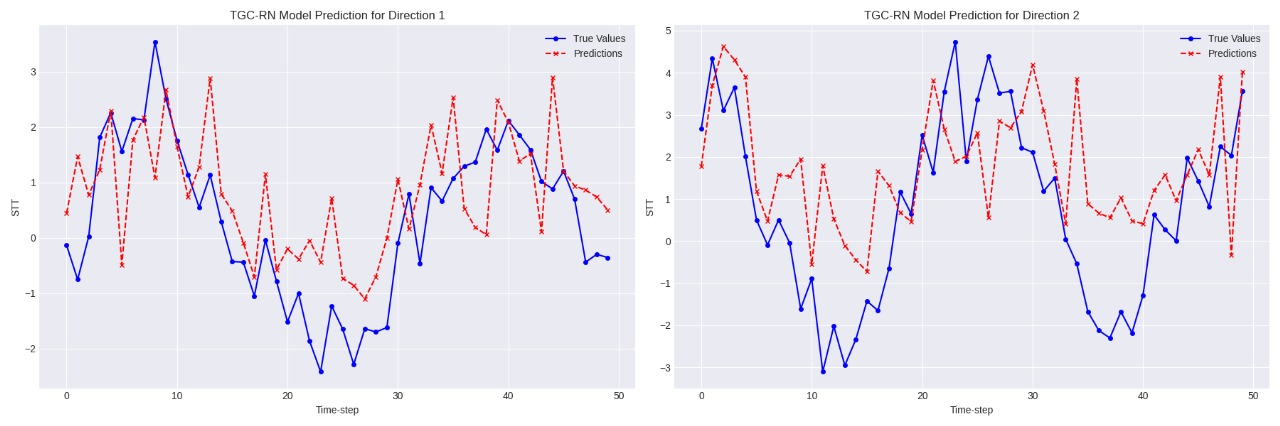 TGC-RN Model Prediction for Direction 1
True Values
Predictions
STT
3
2
1
0
−1
−2
0
10
20
30
40
50
Time-step
TGC-RN Model Prediction for Direction 2
True Values
Predictions
STT
5
4
3
2
1
0
−1
−2
−3
0
10
20
30
40
50
Time-step